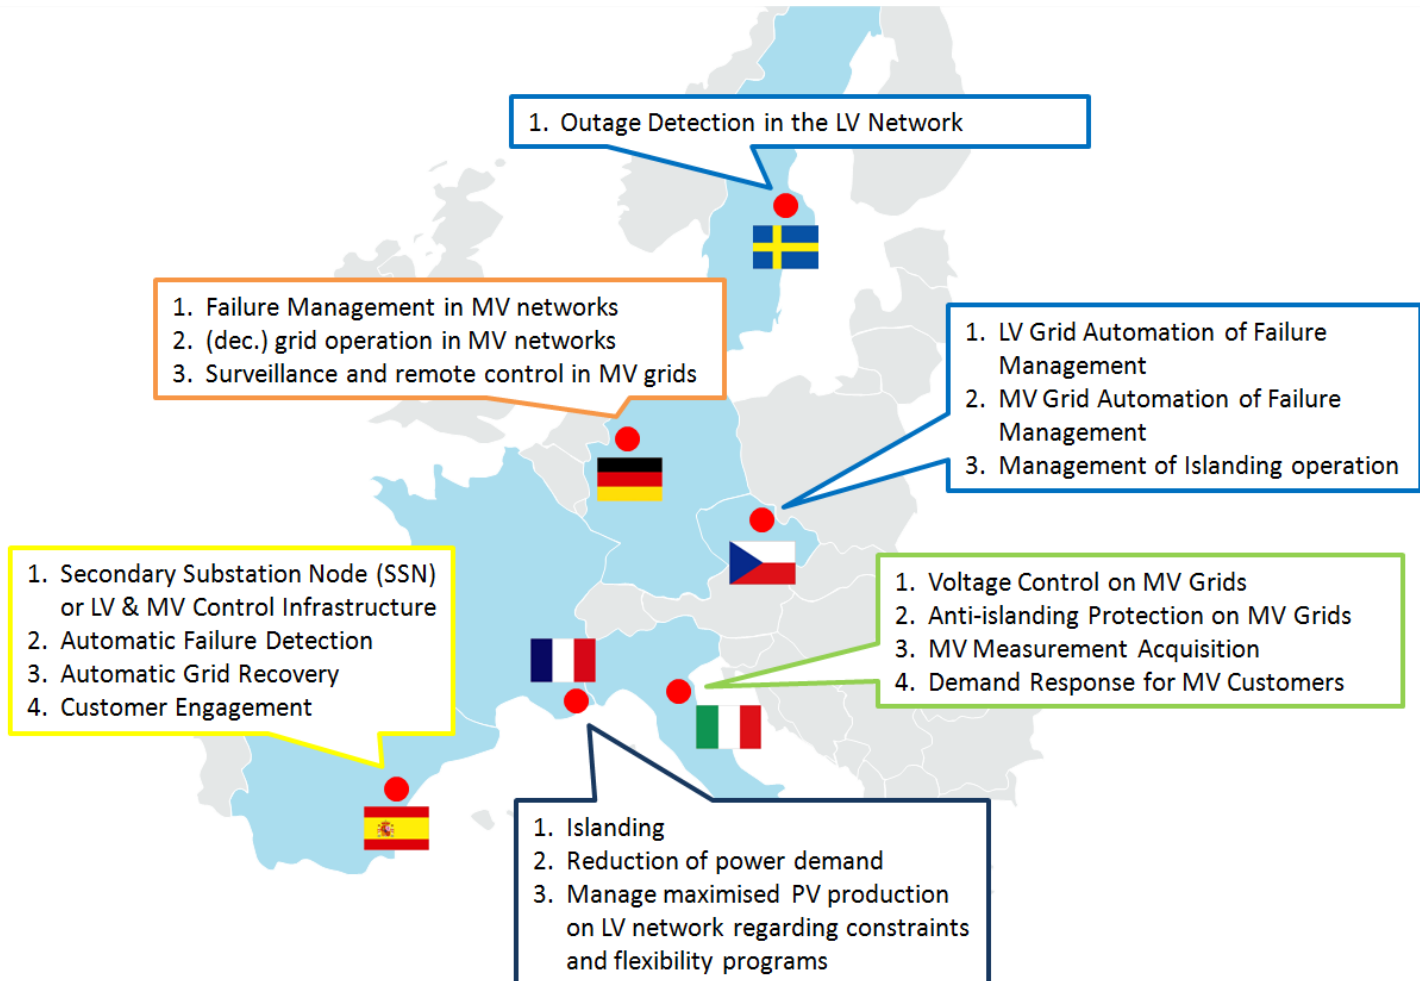 1. Outage Detection in the LV Network
1. Failure Management in MV networks
2. (dec.) grid operation in MV networks
3. Surveillance and remote control in MV grids
1. LV Grid Automation of Failure
Management
2. MV Grid Automation of Failure
Management
3. Management of Islanding operation
1. Secondary Substation Node (SSN)
or LV & MV Control Infrastructure
2. Automatic Failure Detection
3. Automatic Grid Recovery
4. Customer Engagement
1. Voltage Control on MV Grids
2. Anti-islanding Protection on MV Grids
3. MV Measurement Acquisition
4. Demand Response for MV Customers
1. Islanding
2. Reduction of power demand
3. Manage maximised PV production
on LV network regarding constraints
and flexibility programs